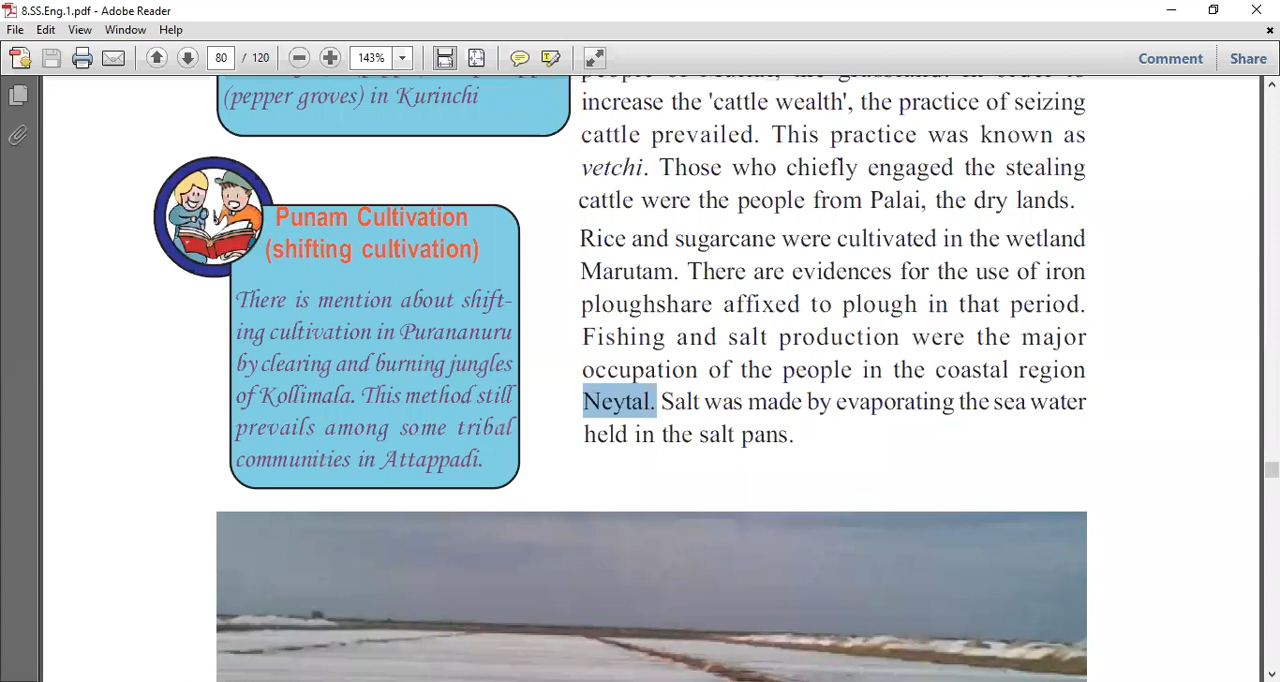 8.SS.Eng.1.pdf - Adobe Reader
File Edit View Window Help
80 / 120 143% Comment Share
(pepper groves) in Kurinchi
Punam Cultivation
(shifting cultivation)
There is mention about shift-
ing cultivation in Purananuru
by clearing and burning jungles
of Kollimala. This method still
prevails among some tribal
communities in Attappadi.
increase the 'cattle wealth', the practice of seizing
cattle prevailed. This practice was known as
vetchi. Those who chiefly engaged the stealing
cattle were the people from Palai, the dry lands.
Rice and sugarcane were cultivated in the wetland
Marutam. There are evidences for the use of iron
ploughshare affixed to plough in that period.
Fishing and salt production were the major
occupation of the people in the coastal region
Neytal. Salt was made by evaporating the sea water
held in the salt pans.